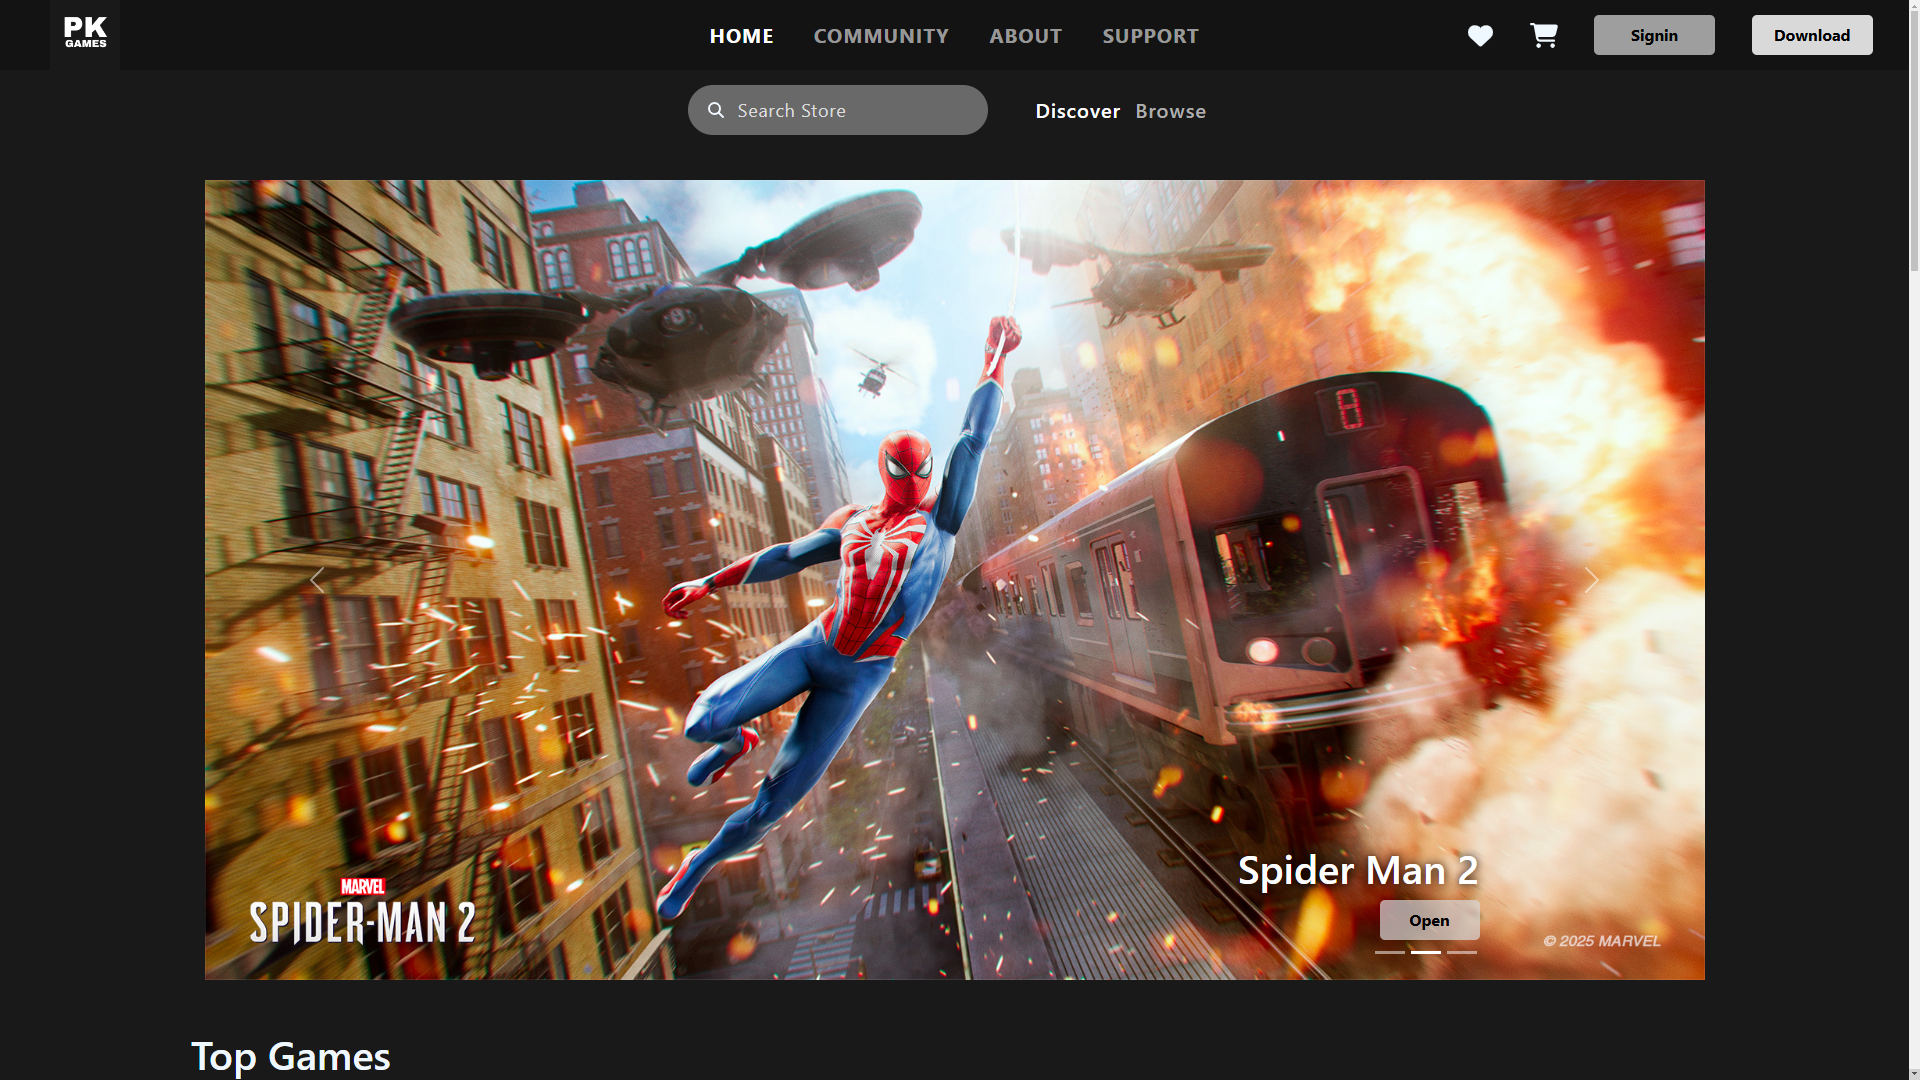 PK
GAMES
HOME
COMMUNITY
ABOUT
SUPPORT
Signin
Download
Search Store
Discover
Browse
8
Spider Man 2
MARVEL
SPIDER-MAN 2
Open
© 2025 MARVEL
Top Games